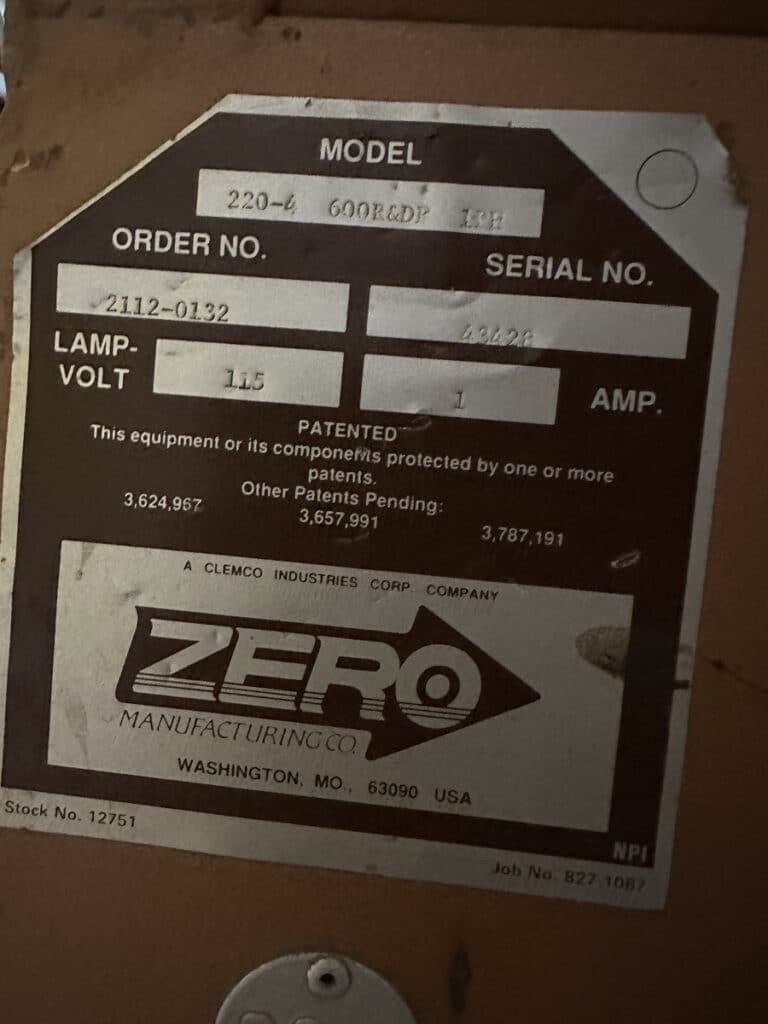 MODEL
220-4 600R&DP 1PH
ORDER NO.
SERIAL NO.
2112-0132
43428
LAMP-
VOLT
115
1
AMP.
PATENTED
This equipment or its components protected by one or more
patents.
Other Patents Pending:
3,624,967
3,657,991
3,787,191
A CLEMCO INDUSTRIES CORP. COMPANY
ZERO
MANUFACTURING CO.
WASHINGTON, MO., 63090 USA
Stock No. 12751
NPI
Job No. 827-1087